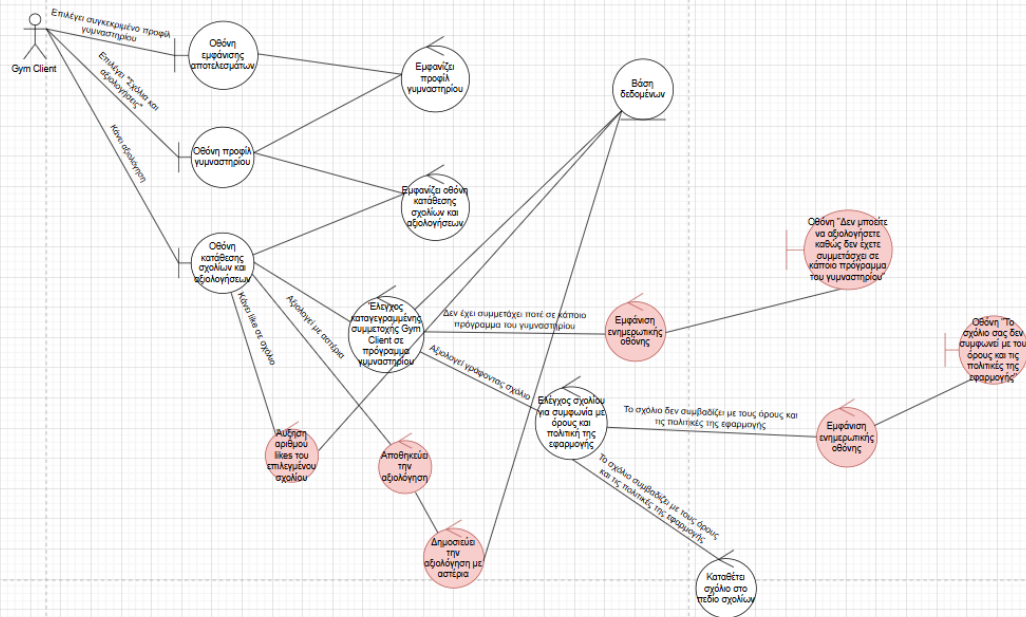 Επιλέγει συγκεκριμένο προφίλ
γυμναστηρίου
Gym Client
Οθόνη
εμφάνισης
αποτελεσμάτων
Εμφανίζει
προφίλ
γυμναστηρίου
Βάση
δεδομένων
Επιλέγει "Σχόλια και
αξιολογήσεις"
Κάνει αξιολόγηση
Οθόνη προφίλ
γυμναστηρίου
Εμφανίζει οθόνη
κατάθεσης
σχολίων και
αξιολογήσεων
Οθόνη "Δεν μπορείτε
να αξιολογήσετε
καθώς δεν έχετε
συμμετάσχει σε
κάποιο πρόγραμμα
του γυμναστηρίου"
Οθόνη
κατάθεσης
σχολίων και
αξιολογήσεων
Κάνει like σε σχόλιο
Αξιολογεί με αστέρια
Έλεγχος
καταγεγραμμένης
συμμετοχής Gym
Client σε
πρόγραμμα
γυμναστηρίου
Δεν έχει συμμετάχει ποτέ σε κάποιο
πρόγραμμα του γυμναστηρίου
Εμφάνιση
ενημερωτικής
οθόνης
Οθόνη "Το
σχόλιο σας δεν
συμφωνεί με τους
όρους και τις
πολιτικές της
εφαρμογής"
Αξιολογεί γράφοντας σχόλιο
Έλεγχος σχολίου
για συμφωνία με
όρους και
πολιτική της
εφαρμογής
Το σχόλιο δεν συμβαδίζει με τους όρους και
τις πολιτικές της εφαρμογής
Εμφάνιση
ενημερωτικής
οθόνης
Αύξηση
αριθμου
likes του
επιλεγμένου
σχολίου
Αποθηκεύει
την
αξιολόγηση
Το σχόλιο συμβαδίζει με τους όρους
και τις πολιτικές της εφαρμογής
Δημοσιεύει
την
αξιολόγηση με
αστέρια
Καταθέτει
σχόλιο στο
πεδίο σχολίων